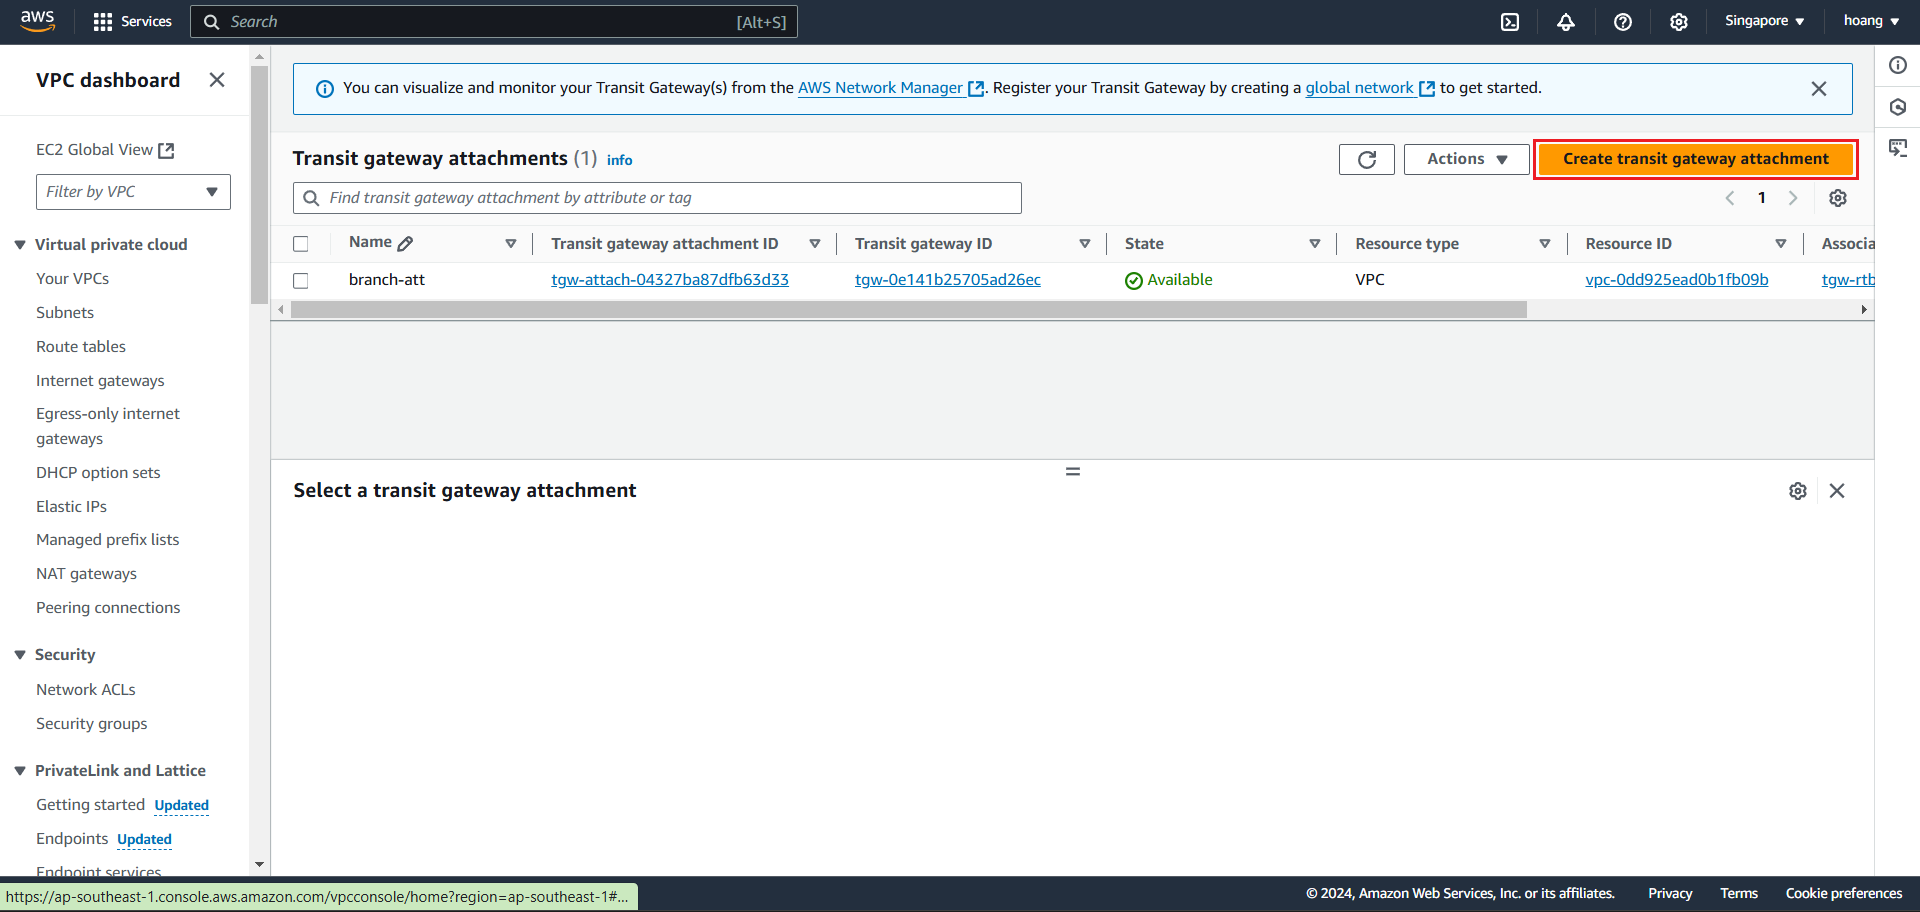 aws Services Search [Alt+S] Singapore hoang
VPC dashboard
EC2 Global View
Filter by VPC
Virtual private cloud
Your VPCs
Subnets
Route tables
Internet gateways
Egress-only internet
gateways
DHCP option sets
Elastic IPs
Managed prefix lists
NAT gateways
Peering connections
Security
Network ACLs
Security groups
PrivateLink and Lattice
Getting started Updated
Endpoints Updated
Endpoint services
You can visualize and monitor your Transit Gateway(s) from the AWS Network Manager. Register your Transit Gateway by creating a global network to get started.
Transit gateway attachments (1) info
Actions Create transit gateway attachment
Find transit gateway attachment by attribute or tag
1
Name Transit gateway attachment ID Transit gateway ID State Resource type Resource ID Associa
branch-att tgw-attach-04327ba87dfb63d33 tgw-0e141b25705ad26ec Available VPC vpc-0dd925ead0b1fb09b tgw-rtb
Select a transit gateway attachment
https://ap-southeast-1.console.aws.amazon.com/vpcconsole/home?region=ap-southeast-1#...
© 2024, Amazon Web Services, Inc. or its affiliates. Privacy Terms Cookie preferences